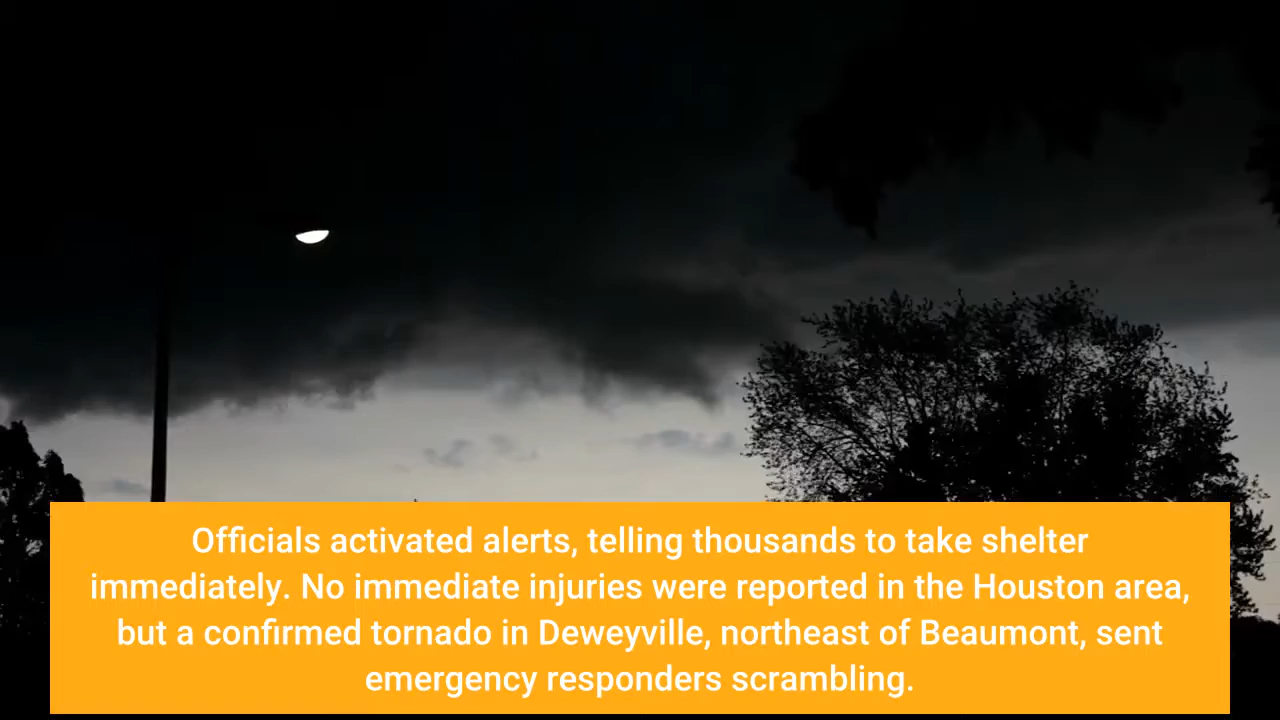 Officials activated alerts, telling thousands to take shelter
immediately. No immediate injuries were reported in the Houston area,
but a confirmed tornado in Deweyville, northeast of Beaumont, sent
emergency responders scrambling.